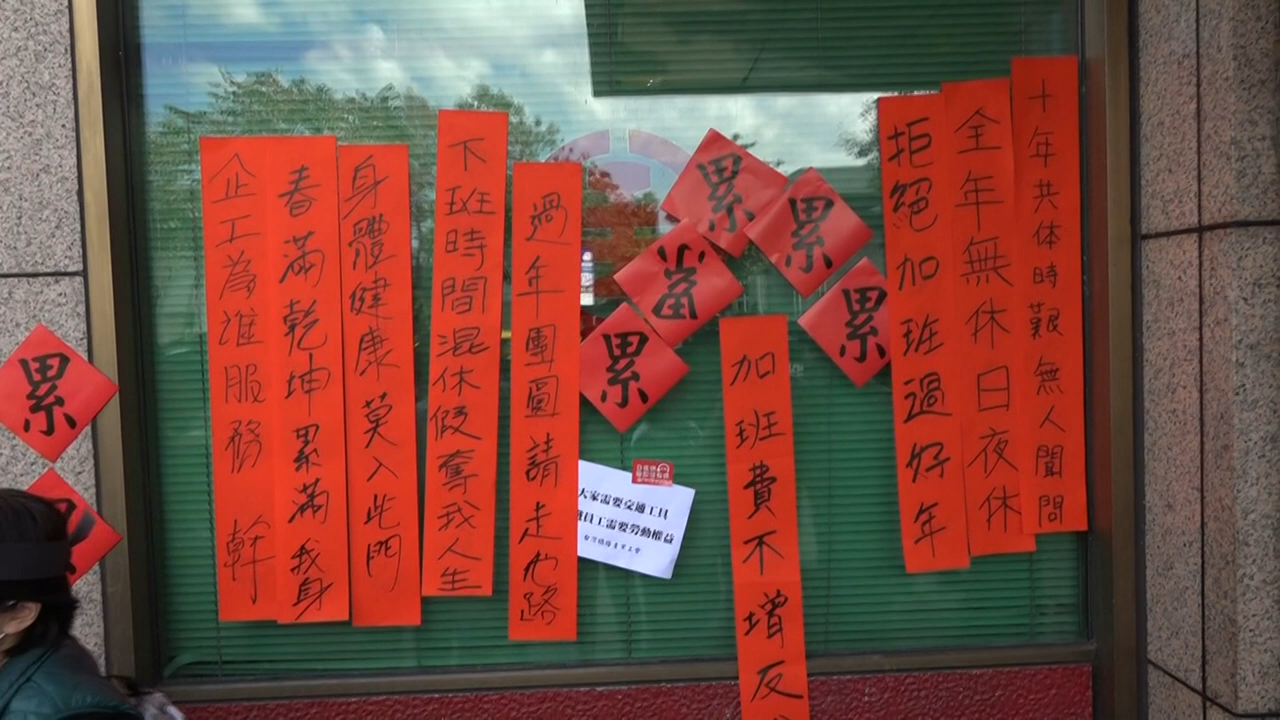 十年共体時艱無人聞問
全年無休日夜休
拒絕加班過好年
累
累
累
累
累
加班費不增反
大家需要交通工具
員工需要勞動權益
過年團圓請走他路
下班時間混休假奪我人生
身體健康莫入此門
春滿乾坤累滿我身
企工為誰服務 幹
累